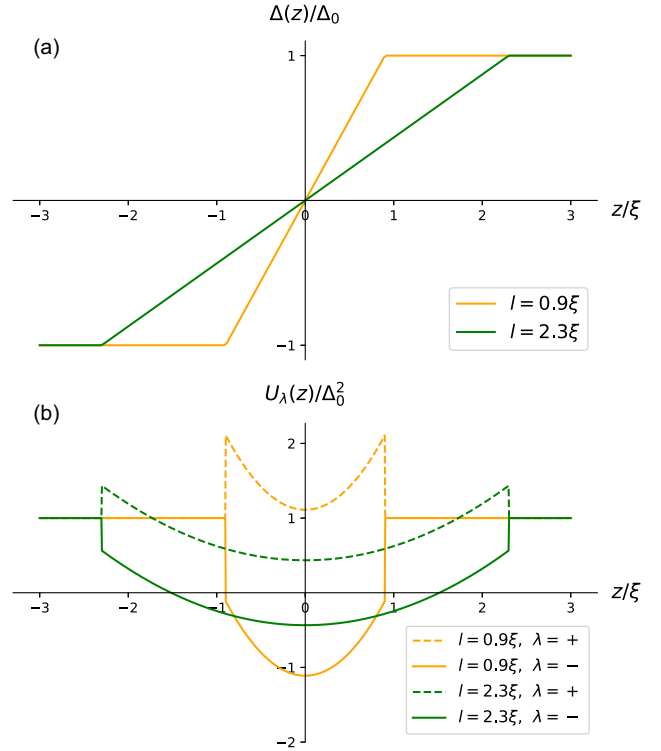 Δ(z)/Δ₀
(a)
1
−3 −2 −1 0 1 2 3
z/ξ
l = 0.9ξ
l = 2.3ξ
−1
U_λ(z)/Δ₀²
(b)
2
1
−3 −2 −1 0 1 2 3
z/ξ
l = 0.9ξ, λ = +
l = 0.9ξ, λ = −
l = 2.3ξ, λ = +
l = 2.3ξ, λ = −
−1
−2